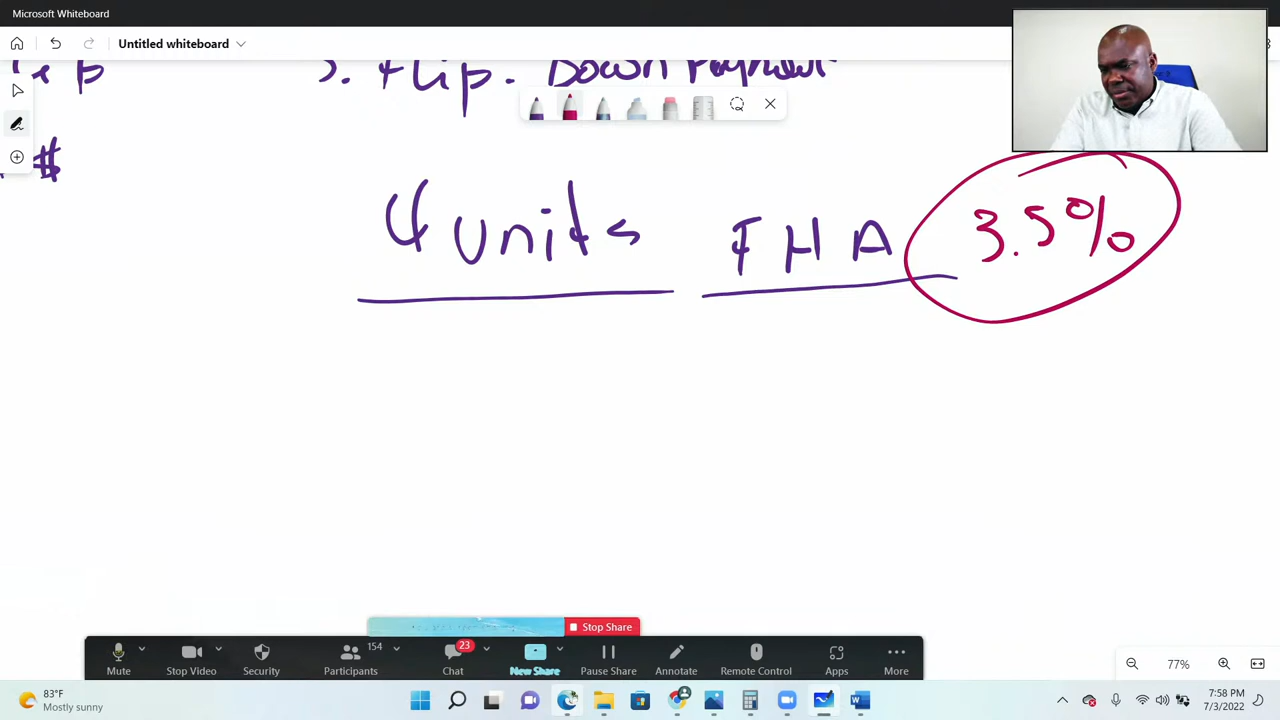 Microsoft Whiteboard
Untitled whiteboard
3. Flip. Down Payment
$
4 units FHA 3.5%
Stop Share
154
23
Mute
Stop Video
Security
Participants
Chat
New Share
Pause Share
Annotate
Remote Control
Apps
More
77%
83°F
Mostly sunny
7:58 PM
7/3/2022